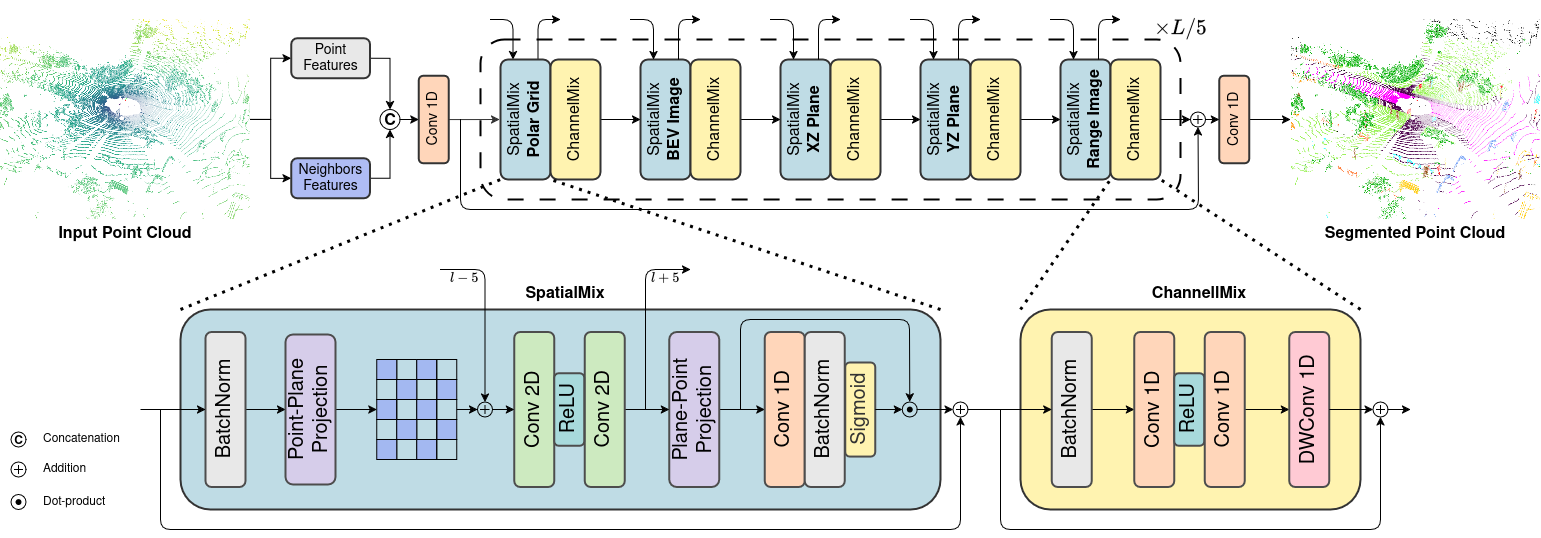 ×L/5
Point
Features
Neighbors
Features
C
Conv 1D
SpatialMix
Polar Grid
ChannelMix
SpatialMix
BEV Image
ChannelMix
SpatialMix
XZ Plane
ChannelMix
SpatialMix
YZ Plane
ChannelMix
SpatialMix
Range Image
ChannelMix
Conv 1D
Input Point Cloud
Segmented Point Cloud
l − 5
l + 5
SpatialMix
BatchNorm
Point-Plane
Projection
Conv 2D
ReLU
Conv 2D
Plane-Point
Projection
Conv 1D
BatchNorm
Sigmoid
ChannellMix
BatchNorm
Conv 1D
ReLU
Conv 1D
DWConv 1D
C Concatenation
Addition
Dot-product